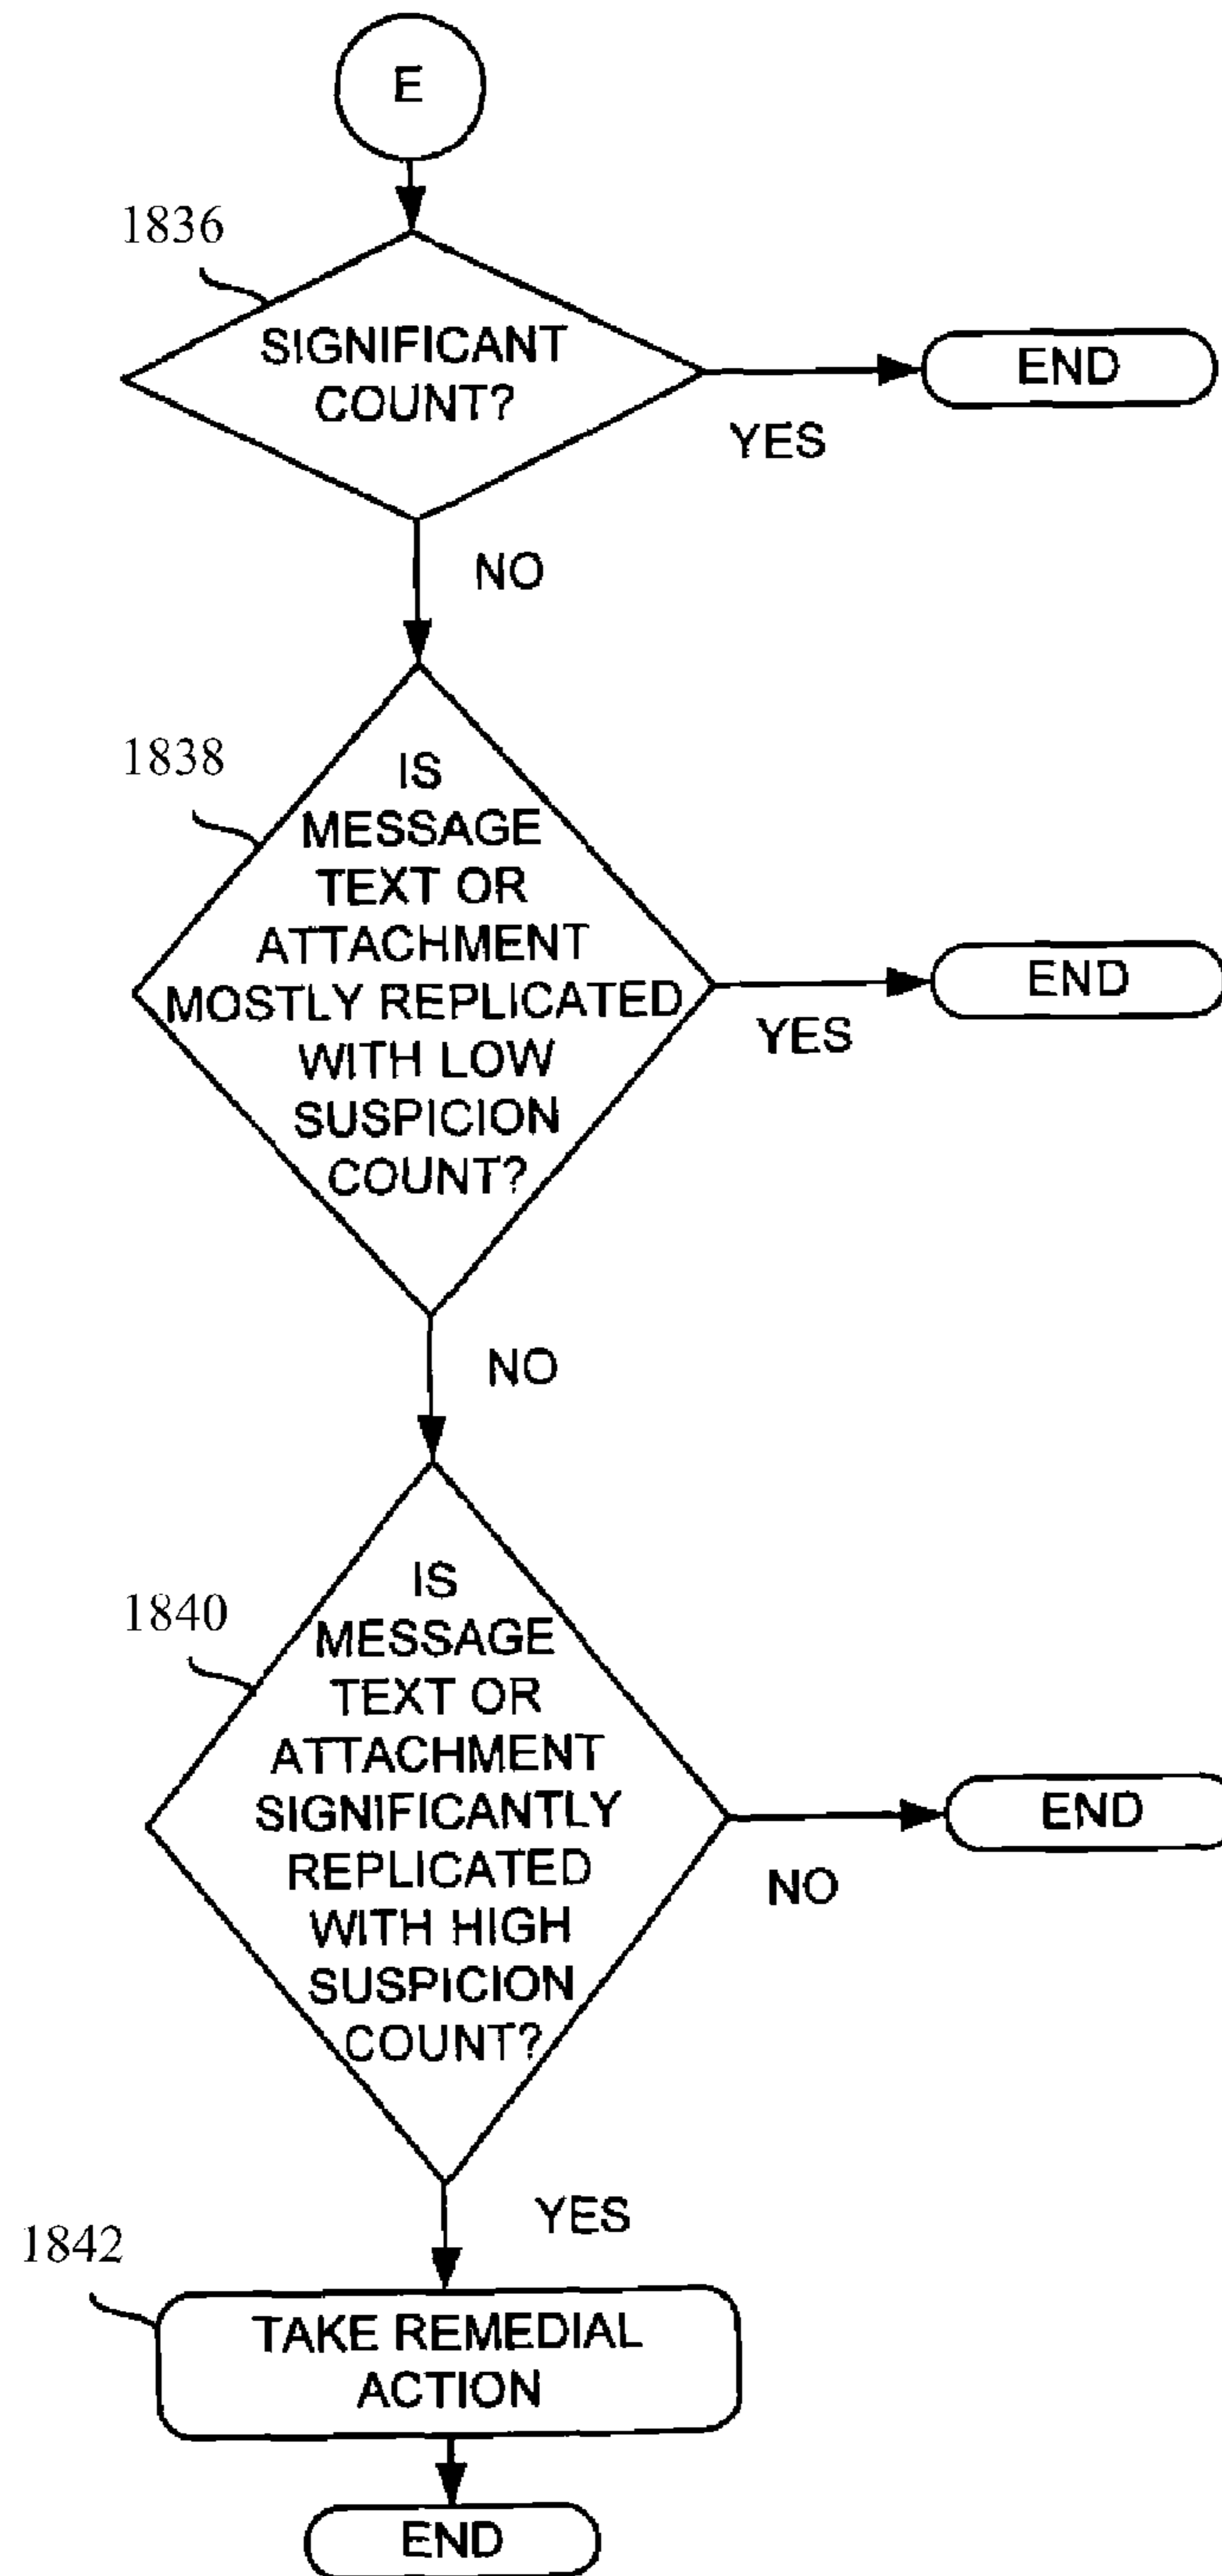 E
1836
SIGNIFICANT
COUNT?
END
YES
NO
1838
IS
MESSAGE
TEXT OR
ATTACHMENT
MOSTLY REPLICATED
WITH LOW
SUSPICION
COUNT?
END
YES
NO
1840
IS
MESSAGE
TEXT OR
ATTACHMENT
SIGNIFICANTLY
REPLICATED
WITH HIGH
SUSPICION
COUNT?
END
NO
YES
1842
TAKE REMEDIAL
ACTION
END